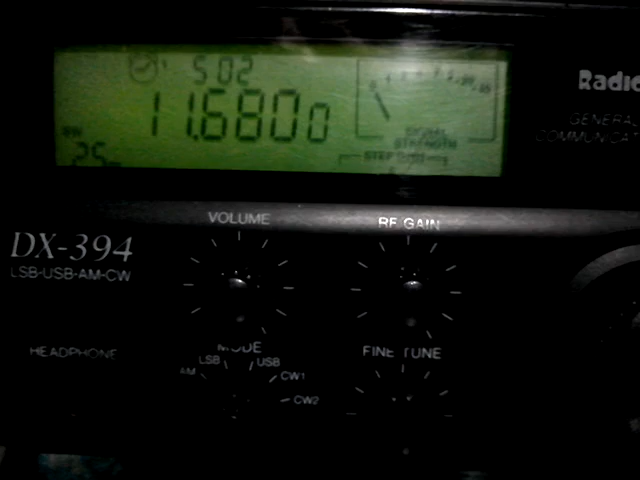 5:02
11.6800
25m
SIGNAL
STRENGTH
Radio
GENERAL
VOLUME
RF GAIN
DX-394
LSB-USB-AM-CW
HEADPHONE
MODE
FINE TUNE
AM
LSB
USB
CW1
CW2